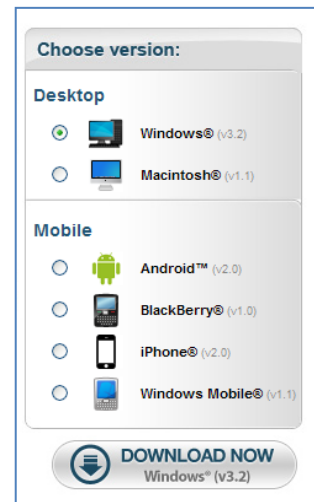 Choose version:
Desktop
Windows® (v3.2)
Macintosh® (v1.1)
Mobile
Android™ (v2.0)
BlackBerry® (v1.0)
iPhone® (v2.0)
Windows Mobile® (v1.1)
DOWNLOAD NOW
Windows® (v3.2)